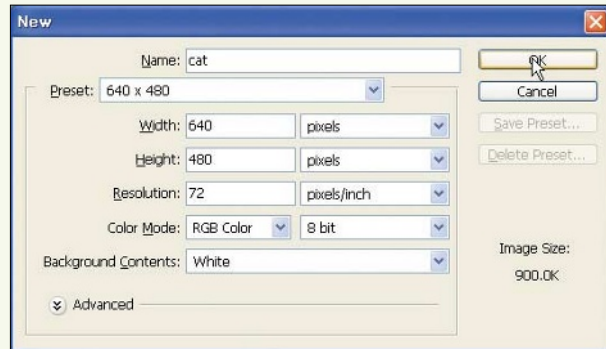 New
Name: cat
OK
Preset: 640 x 480
Cancel
Width: 640 pixels
Save Preset...
Height: 480 pixels
Delete Preset...
Resolution: 72 pixels/inch
Color Mode: RGB Color 8 bit
Image Size:
Background Contents: White
900.0K
Advanced